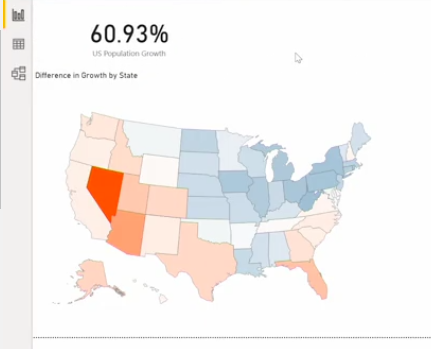 60.93%
US Population Growth
Difference in Growth by State